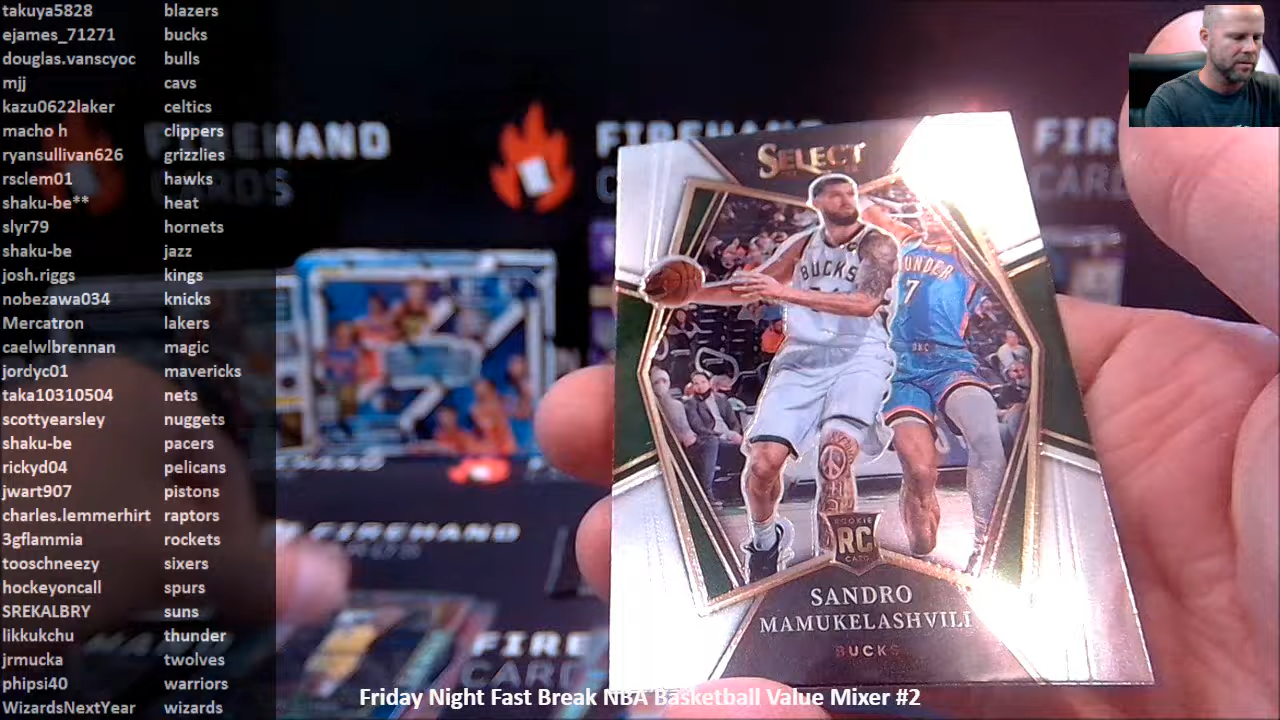 takuya5828 blazers
ejames_71271 bucks
douglas.vanscyoc bulls
mjj cavs
kazu0622laker celtics
macho h clippers
ryansullivan626 grizzlies
rsclem01 hawks
shaku-be** heat
slyr79 hornets
shaku-be jazz
josh.riggs kings
nobezawa034 knicks
Mercatron lakers
caelwlbrennan magic
jordyc01 mavericks
taka10310504 nets
scottyearsley nuggets
shaku-be pacers
rickyd04 pelicans
jwart907 pistons
charles.lemmerhirt raptors
3gflammia rockets
tooschneezy sixers
hockeyoncall spurs
SREKALBRY suns
likkukchu thunder
jrmucka twolves
phipsi40 warriors
WizardsNextYear wizards
SELECT
BUCKS
7
OKC
ROOKIE
RC
CARD
SANDRO
MAMUKELASHVILI
BUCKS
FIREHAND
Friday Night Fast Break NBA Basketball Value Mixer #2